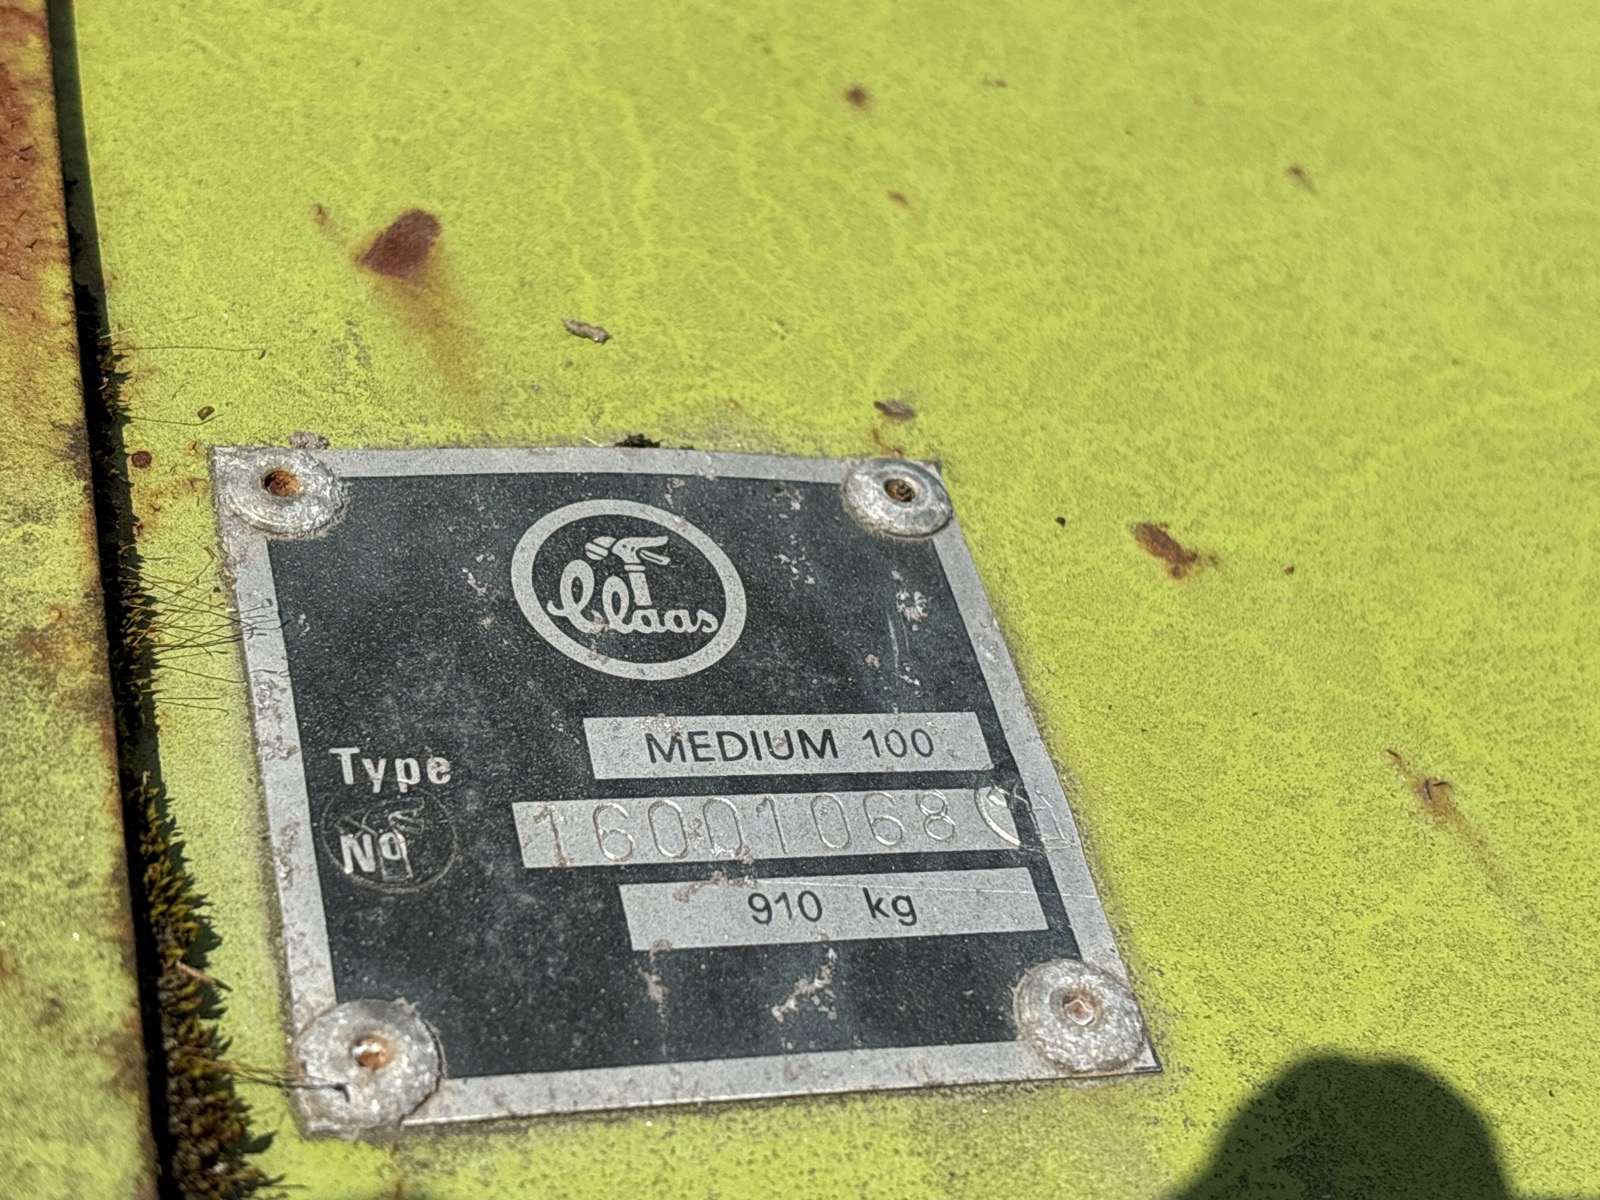 Claas
Type MEDIUM 100
No 16001068
910 kg